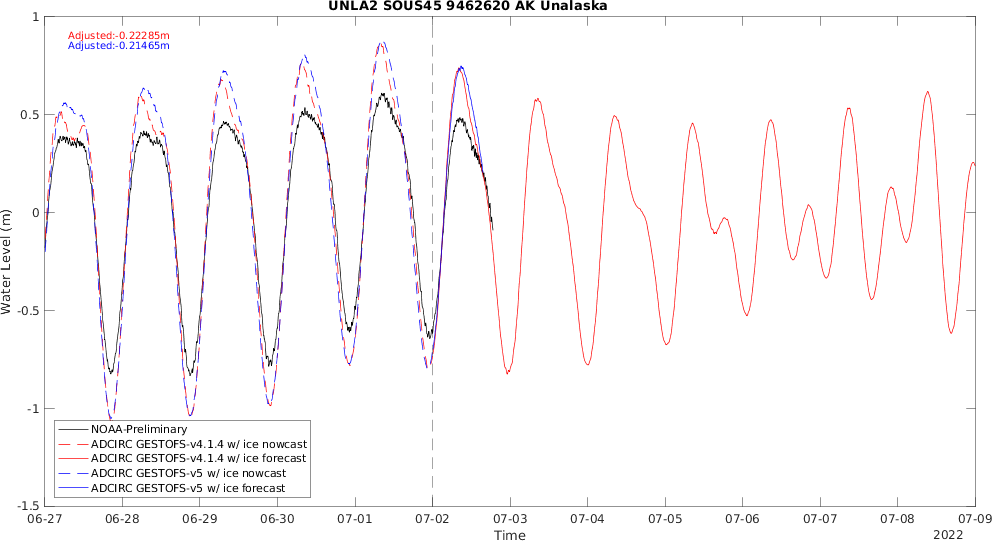 UNLA2 SOUS45 9462620 AK Unalaska
Adjusted:-0.22285m
Adjusted:-0.21465m
1
0.5
0
-0.5
-1
-1.5
Water Level (m)
NOAA-Preliminary
ADCIRC GESTOFS-v4.1.4 w/ ice nowcast
ADCIRC GESTOFS-v4.1.4 w/ ice forecast
ADCIRC GESTOFS-v5 w/ ice nowcast
ADCIRC GESTOFS-v5 w/ ice forecast
06-27 06-28 06-29 06-30 07-01 07-02 07-03 07-04 07-05 07-06 07-07 07-08 07-09
Time
2022